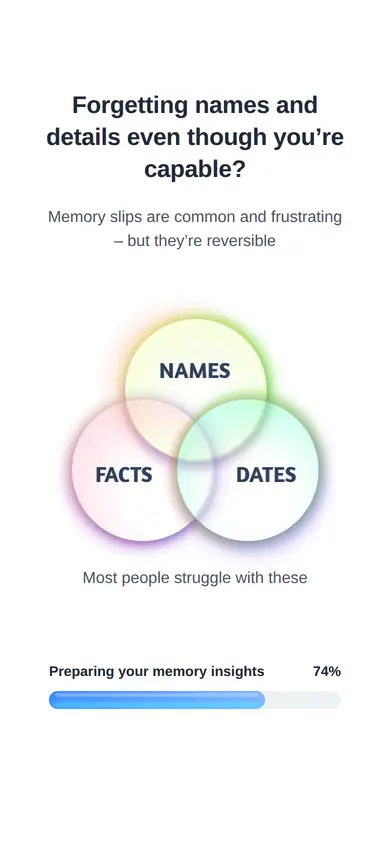 Forgetting names and
details even though you’re
capable?
Memory slips are common and frustrating
– but they’re reversible
NAMES
FACTS
DATES
Most people struggle with these
Preparing your memory insights 74%